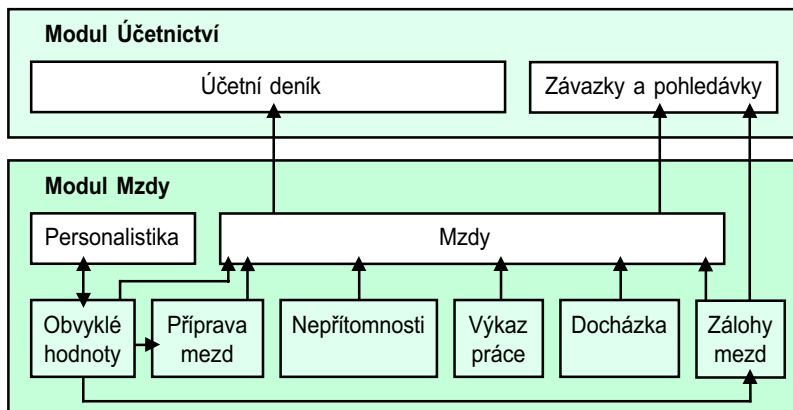 Modul Účetnictví
Účetní deník
Závazky a pohledávky
Modul Mzdy
Personalistika
Mzdy
Obvyklé
hodnoty
Příprava
mezd
Nepřítomnosti
Výkaz
práce
Docházka
Zálohy
mezd